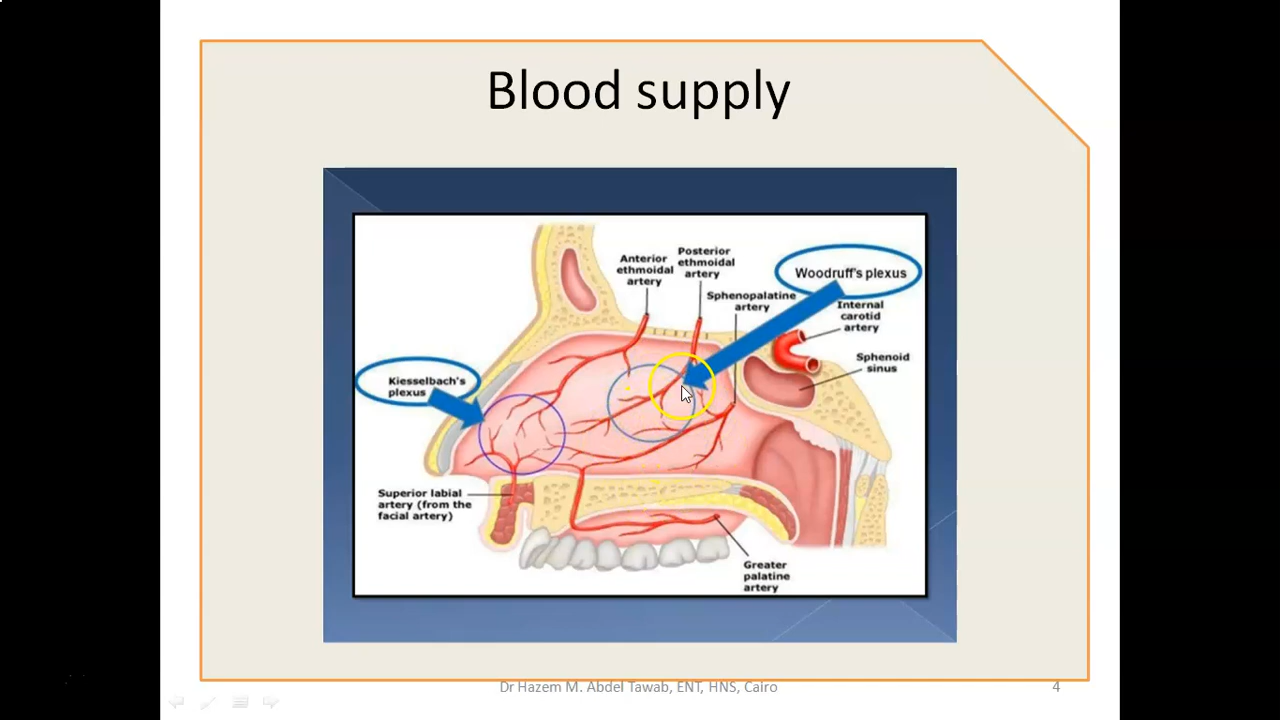 Blood supply
Anterior
ethmoidal
artery
Posterior
ethmoidal
artery
Sphenopalatine
artery
Woodruff's plexus
Internal
carotid
artery
Sphenoid
sinus
Kiesselbach's
plexus
Superior labial
artery (from the
facial artery)
Greater
palatine
artery
Dr Hazem M. Abdel Tawab, ENT, HNS, Cairo
4